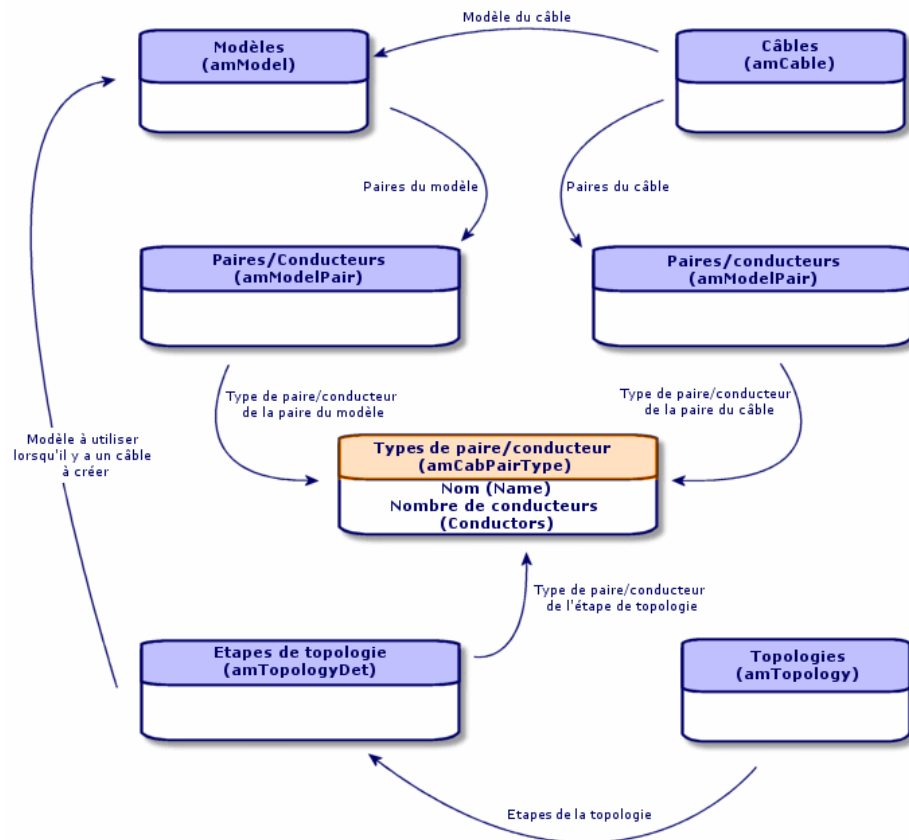 Modèle du câble
Modèles
(amModel)
Câbles
(amCable)
Paires du modèle
Paires du câble
Paires/Conducteurs
(amModelPair)
Paires/conducteurs
(amModelPair)
Type de paire/conducteur
de la paire du modèle
Type de paire/conducteur
de la paire du câble
Modèle à utiliser
lorsqu'il y a un câble
à créer
Types de paire/conducteur
(amCabPairType)
Nom (Name)
Nombre de conducteurs
(Conductors)
Type de paire/conducteur
de l'étape de topologie
Etapes de topologie
(amTopologyDet)
Topologies
(amTopology)
Etapes de la topologie